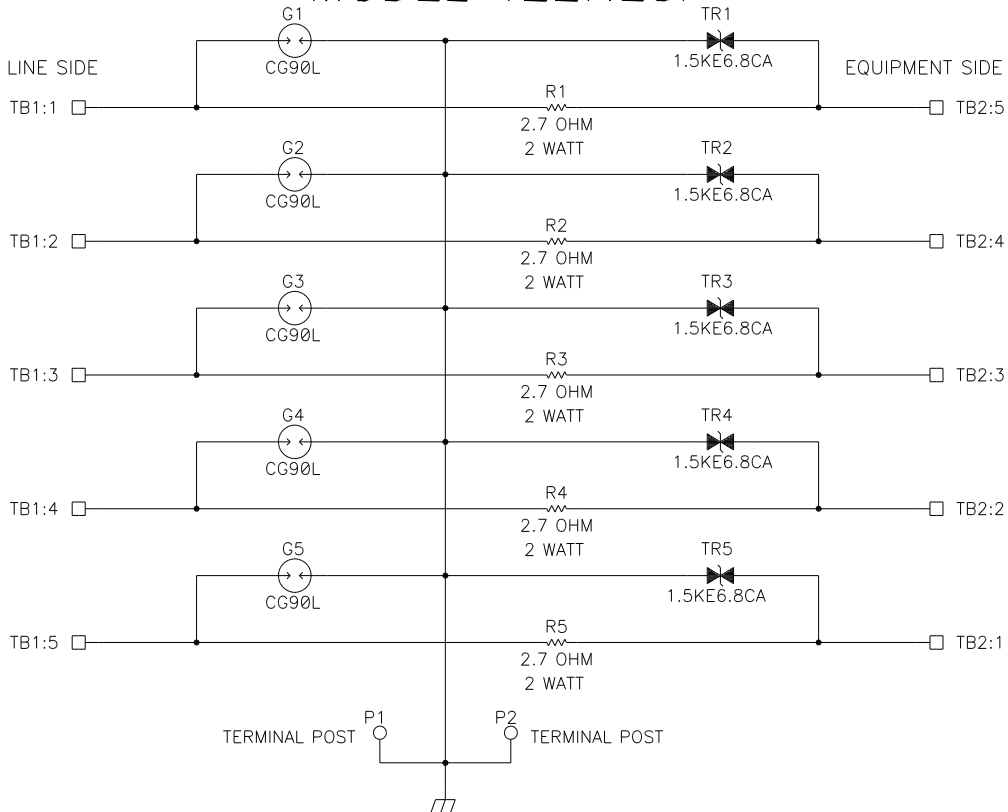 G1
TR1
CG90L
1.5KE6.8CA
LINE SIDE
EQUIPMENT SIDE
TB1:1
R1
TB2:5
2.7 OHM
2 WATT
G2
TR2
CG90L
1.5KE6.8CA
TB1:2
R2
TB2:4
2.7 OHM
2 WATT
G3
TR3
CG90L
1.5KE6.8CA
TB1:3
R3
TB2:3
2.7 OHM
2 WATT
G4
TR4
CG90L
1.5KE6.8CA
TB1:4
R4
TB2:2
2.7 OHM
2 WATT
G5
TR5
CG90L
1.5KE6.8CA
TB1:5
R5
TB2:1
2.7 OHM
2 WATT
P1
P2
TERMINAL POST
TERMINAL POST